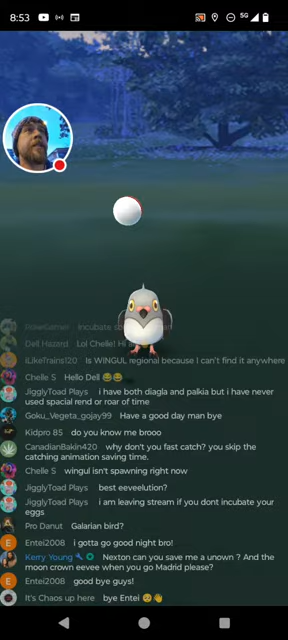 8:53
5G
HikeGamer Incubate
Dell Hazard Lol Chelle! Hi
iLikeTrains120 Is WiNGUL regional because I can't find it anywhere
Chelle S Hello Dell 😂😂
JigglyToad Plays i have both dialga and palkia but i have never
used spacial rend or roar of time
Goku_Vegeta_gojay99 Have a good day man bye
Kidpro 85 do you know me brooo
CanadianBakin420 why don't you fast catch? you skip the
catching animation saving time.
Chelle S wingul isn't spawning right now
JigglyToad Plays best eeveelution?
JigglyToad Plays i am leaving stream if you dont incubate your
eggs
Pro Danut Galarian bird?
Entei2008 i gotta go good night bro!
Kerry Young Nexton can you save me a unown ? And the
moon crown eevee when you go Madrid please?
Entei2008 good bye guys!
It's Chaos up here bye Entei 🥺👋